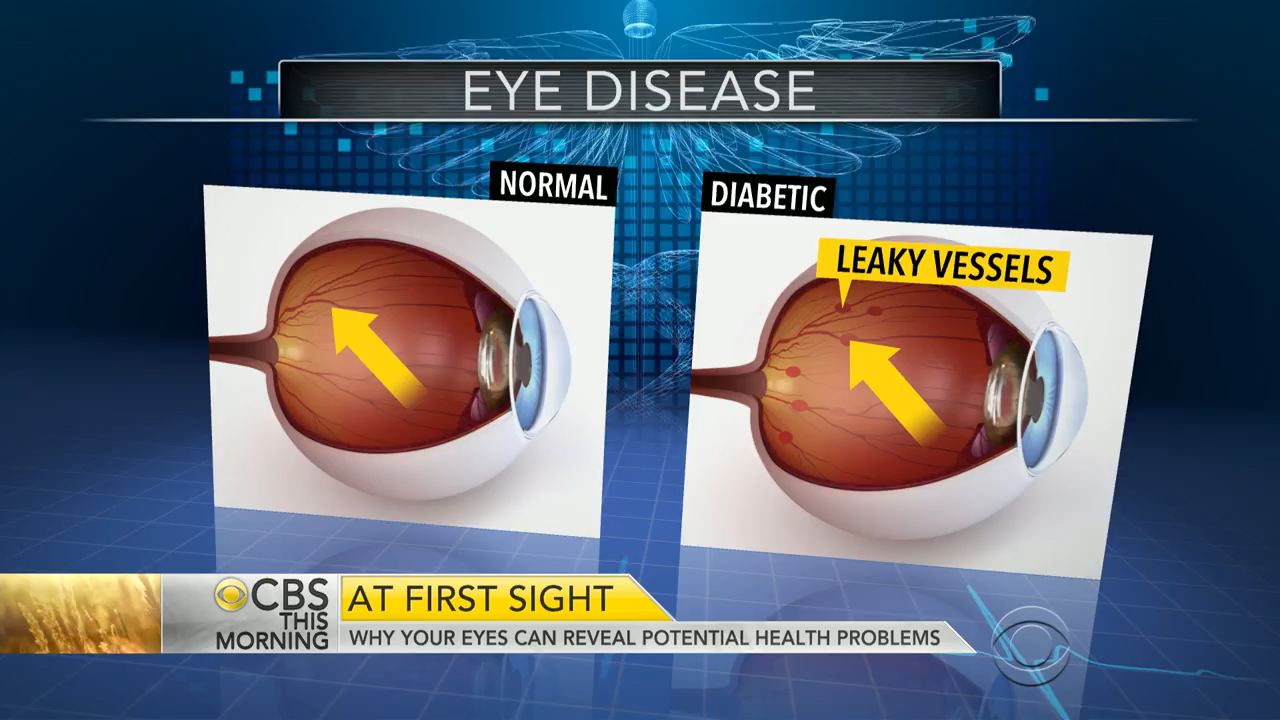 EYE DISEASE
NORMAL
DIABETIC
LEAKY VESSELS
CBS
THIS
MORNING
AT FIRST SIGHT
WHY YOUR EYES CAN REVEAL POTENTIAL HEALTH PROBLEMS